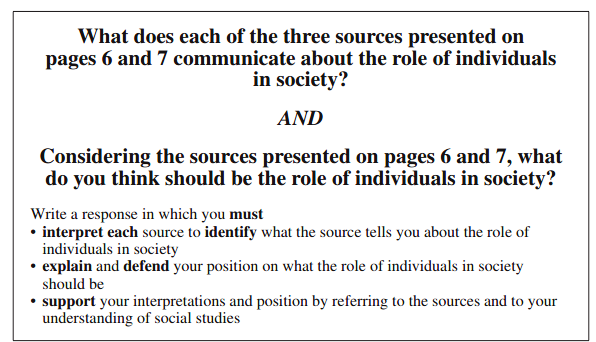 What does each of the three sources presented on
pages 6 and 7 communicate about the role of individuals
in society?
AND
Considering the sources presented on pages 6 and 7, what
do you think should be the role of individuals in society?
Write a response in which you must
• interpret each source to identify what the source tells you about the role of
individuals in society
• explain and defend your position on what the role of individuals in society
should be
• support your interpretations and position by referring to the sources and to your
understanding of social studies